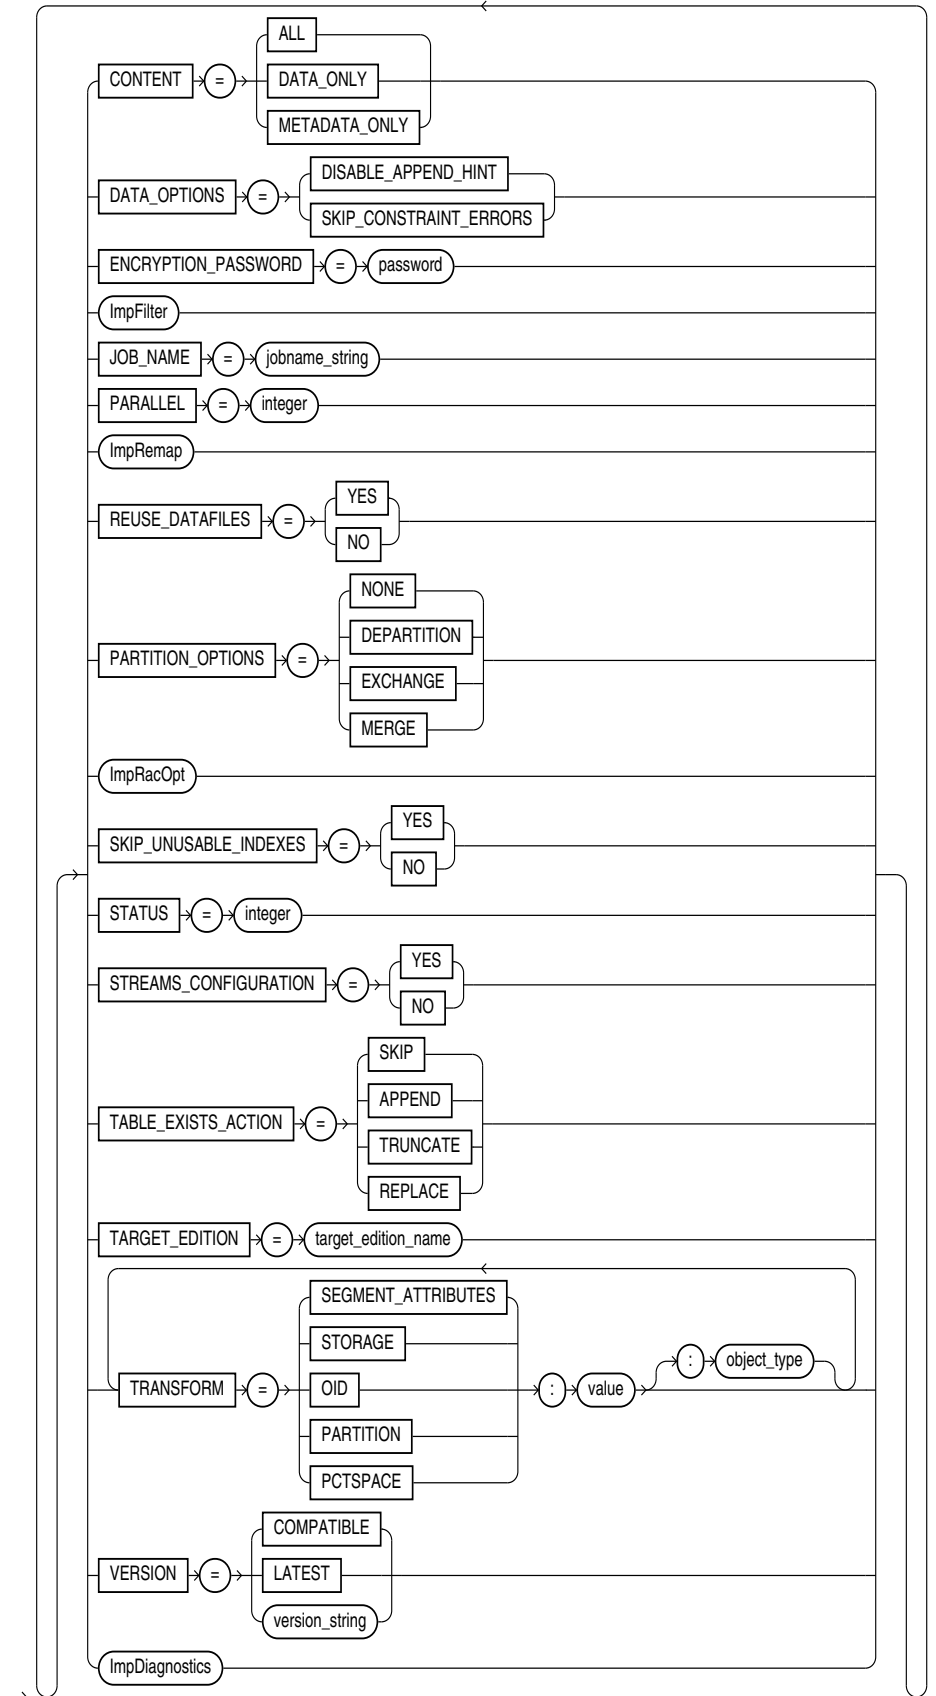 ALL
CONTENT = DATA_ONLY
METADATA_ONLY
DISABLE_APPEND_HINT
DATA_OPTIONS =
SKIP_CONSTRAINT_ERRORS
ENCRYPTION_PASSWORD = password
ImpFilter
JOB_NAME = jobname_string
PARALLEL = integer
ImpRemap
YES
REUSE_DATAFILES =
NO
NONE
DEPARTITION
PARTITION_OPTIONS =
EXCHANGE
MERGE
ImpRacOpt
YES
SKIP_UNUSABLE_INDEXES =
NO
STATUS = integer
YES
STREAMS_CONFIGURATION =
NO
SKIP
APPEND
TABLE_EXISTS_ACTION =
TRUNCATE
REPLACE
TARGET_EDITION = target_edition_name
SEGMENT_ATTRIBUTES
STORAGE
: object_type
TRANSFORM = OID : value
PARTITION
PCTSPACE
COMPATIBLE
VERSION = LATEST
version_string
ImpDiagnostics